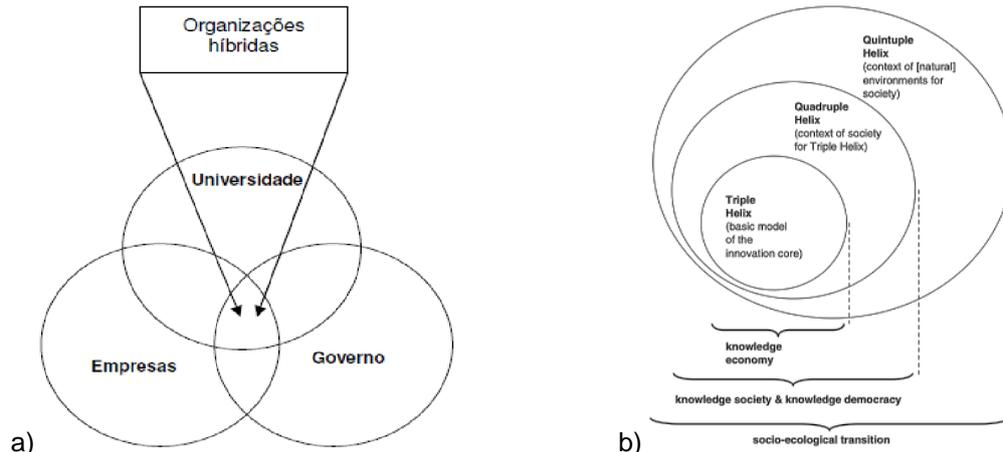 Organizações
híbridas
Universidade
Empresas
Governo
a)
Quintuple
Helix
(context of [natural]
environments for
society)
Quadruple
Helix
(context of society
for Triple Helix)
Triple
Helix
(basic model
of the
innovation core)
knowledge
economy
knowledge society & knowledge democracy
socio-ecological transition
b)